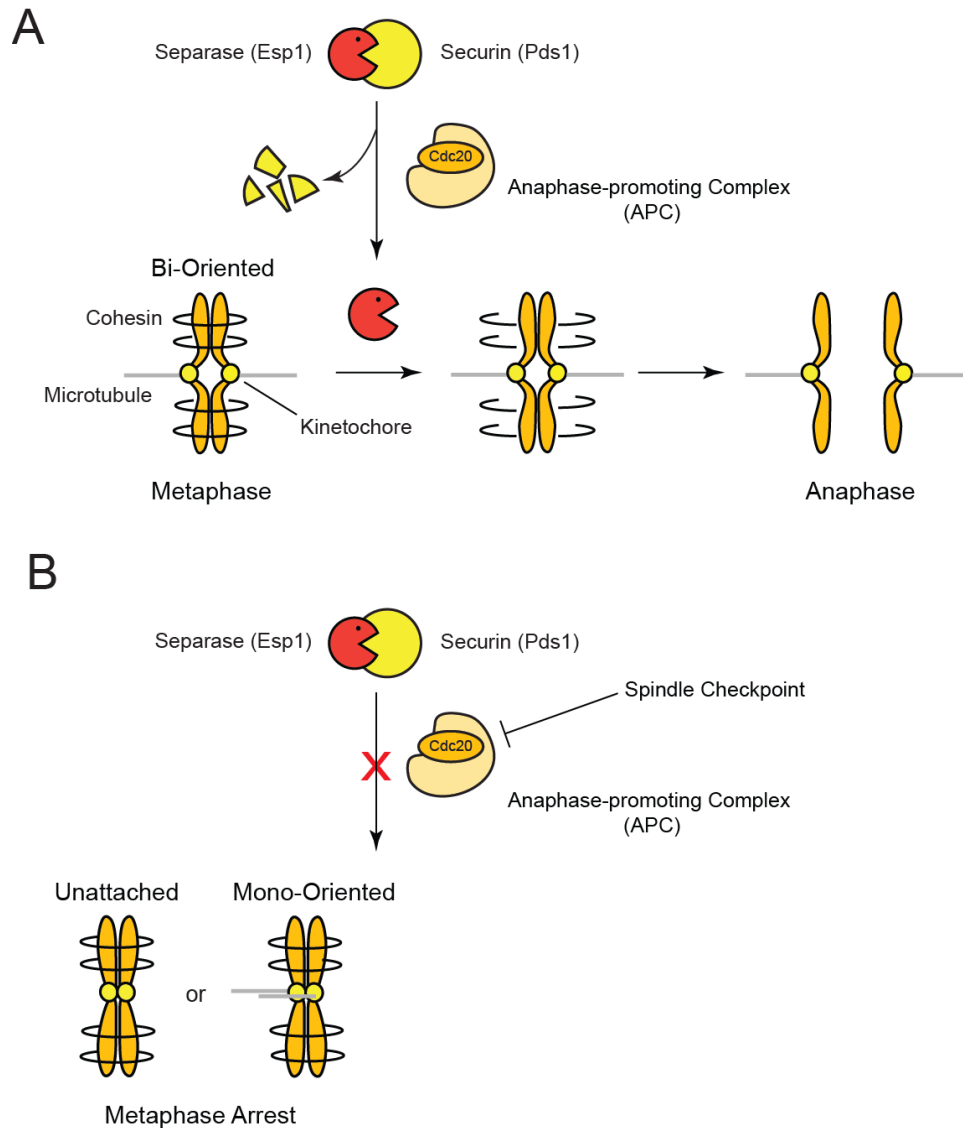 A
Separase (Esp1)
Securin (Pds1)
Cdc20
Anaphase-promoting Complex
(APC)
Bi-Oriented
Cohesin
Microtubule
Kinetochore
Metaphase
Anaphase
B
Separase (Esp1)
Securin (Pds1)
Spindle Checkpoint
Cdc20
X
Anaphase-promoting Complex
(APC)
Unattached
Mono-Oriented
or
Metaphase Arrest